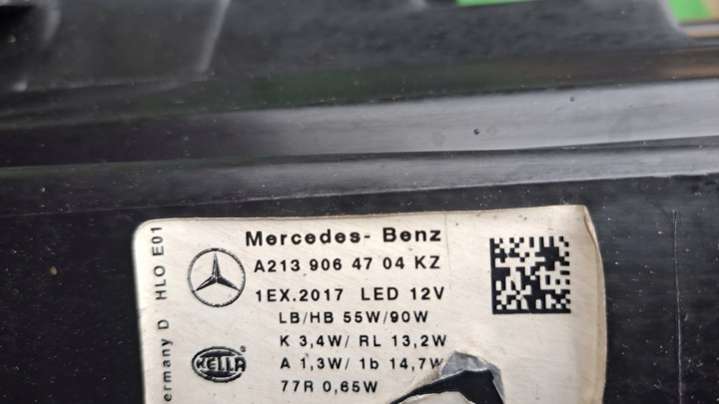 Mercedes- Benz
A213 906 47 04 KZ
1EX.2017 LED 12V
LB/HB 55W/90W
K 3,4W/ RL 13,2W
A 1,3W/ 1b 14,7W
77R 0,65W
HELLA
ermany D HLO E01